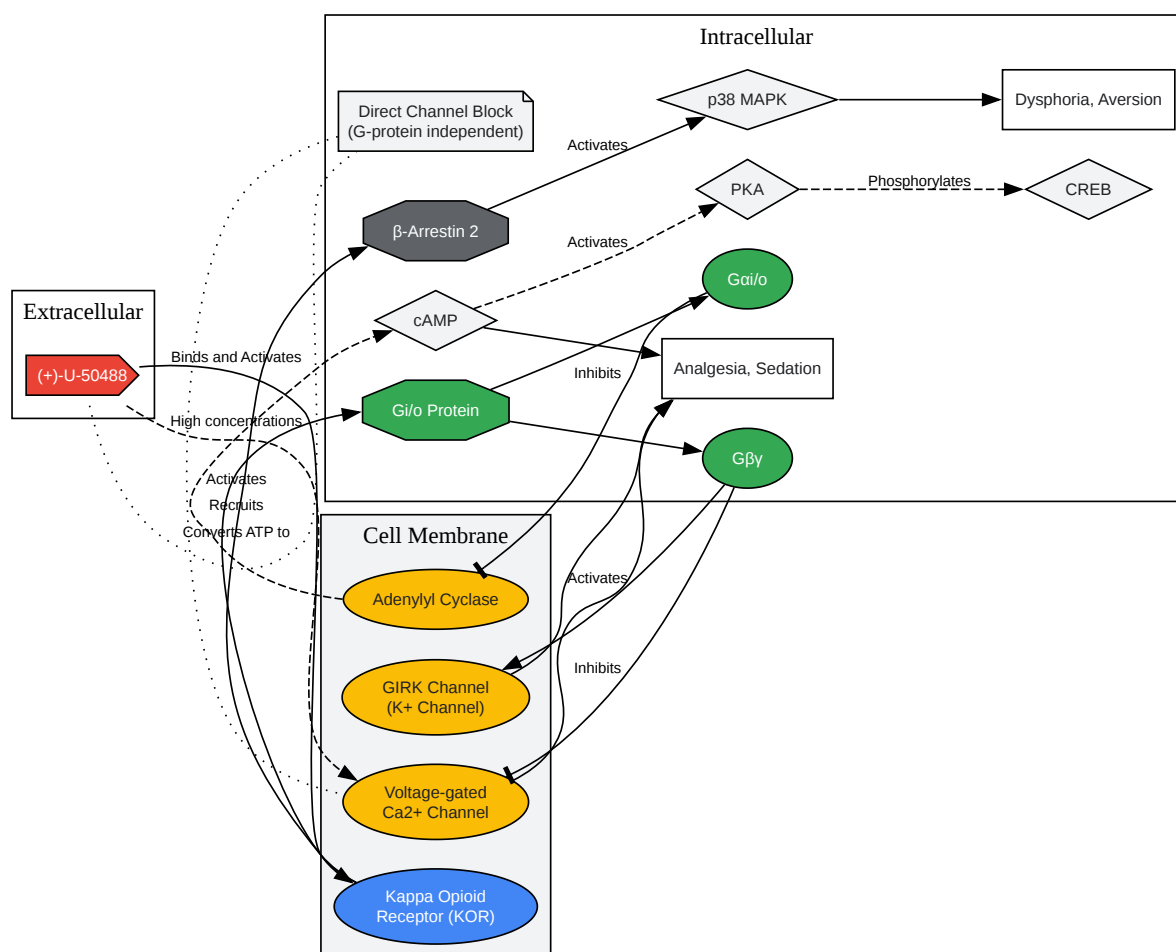 Intracellular
Direct Channel Block
(G-protein independent)
p38 MAPK
Dysphoria, Aversion
Activates
PKA
Phosphorylates
CREB
β-Arrestin 2
Activates
Gαi/o
Extracellular
cAMP
(+)-U-50488
Binds and Activates
Inhibits
Analgesia, Sedation
High concentrations
Gi/o Protein
Gβγ
Activates
Recruits
Converts ATP to
Cell Membrane
Adenylyl Cyclase
Activates
GIRK Channel
(K+ Channel)
Inhibits
Voltage-gated
Ca2+ Channel
Kappa Opioid
Receptor (KOR)